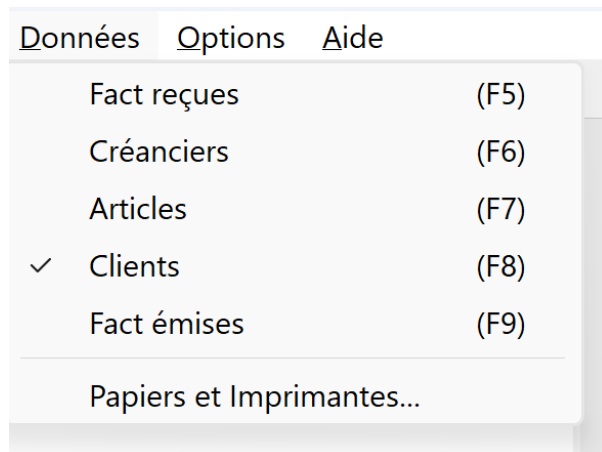 Données Options Aide
Fact reçues (F5)
Créanciers (F6)
Articles (F7)
Clients (F8)
Fact émises (F9)
Papiers et Imprimantes...